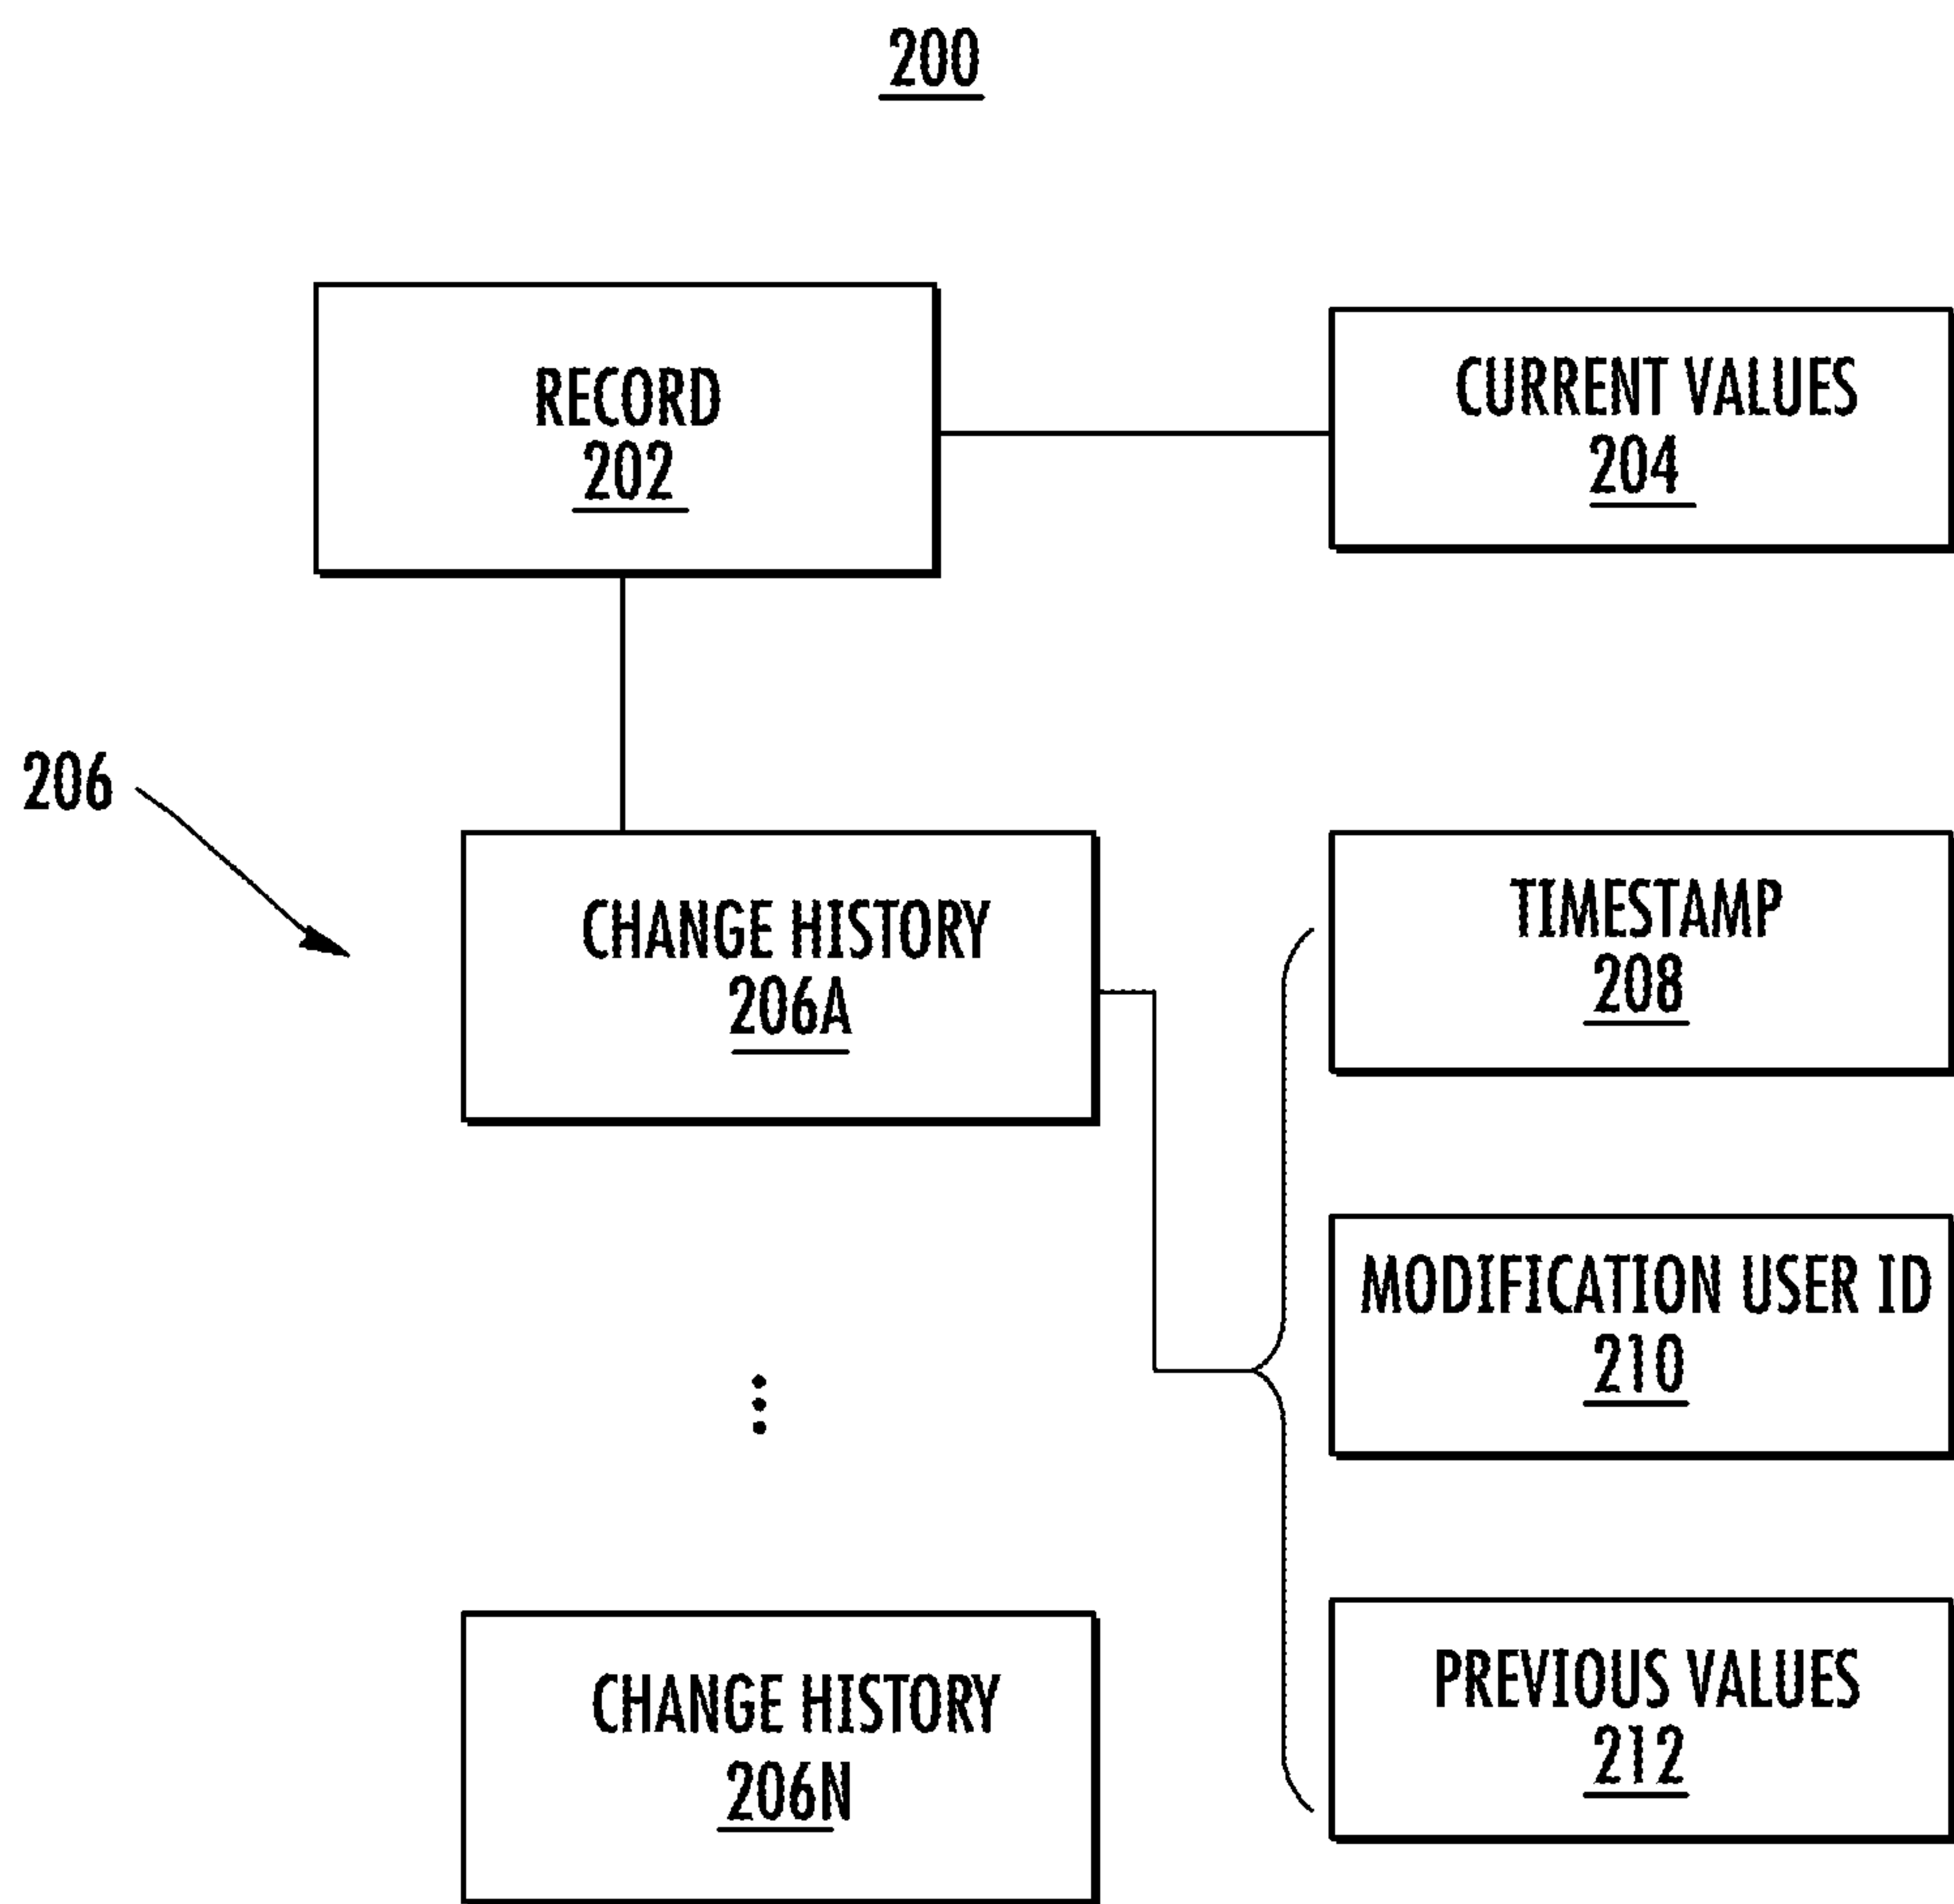 200
RECORD
202
CURRENT VALUES
204
206
CHANGE HISTORY
206A
TIMESTAMP
208
MODIFICATION USER ID
210
CHANGE HISTORY
206N
PREVIOUS VALUES
212